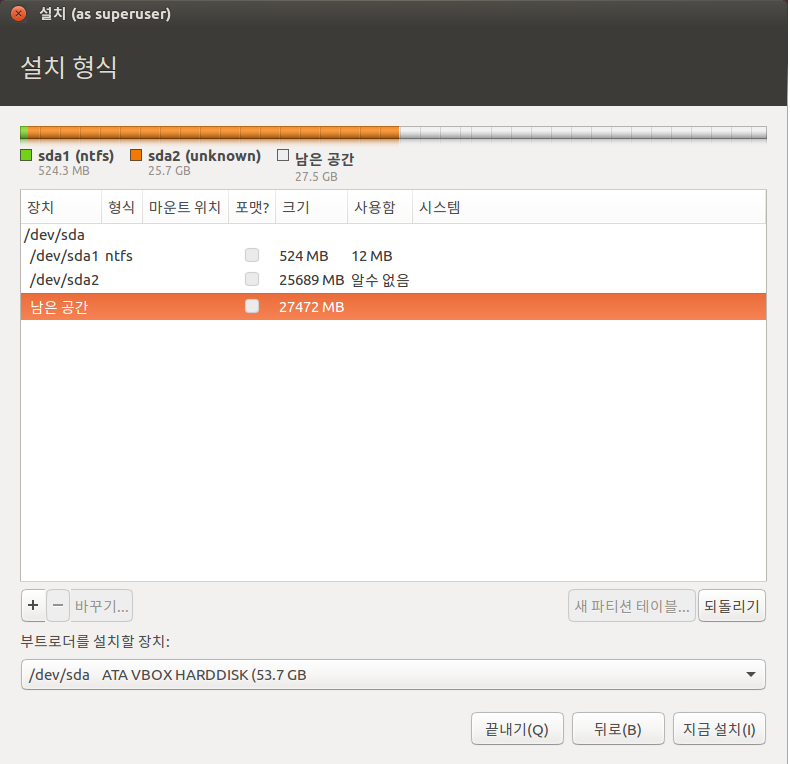 설치 (as superuser)
설치 형식
sda1 (ntfs) sda2 (unknown) 남은 공간
524.3 MB 25.7 GB 27.5 GB
장치 형식 마운트 위치 포맷? 크기 사용함 시스템
/dev/sda
/dev/sda1 ntfs 524 MB 12 MB
/dev/sda2 25689 MB 알수 없음
남은 공간 27472 MB
+ − 바꾸기... 새 파티션 테이블... 되돌리기
부트로더를 설치할 장치:
/dev/sda ATA VBOX HARDDISK (53.7 GB
끝내기(Q) 뒤로(B) 지금 설치(I)